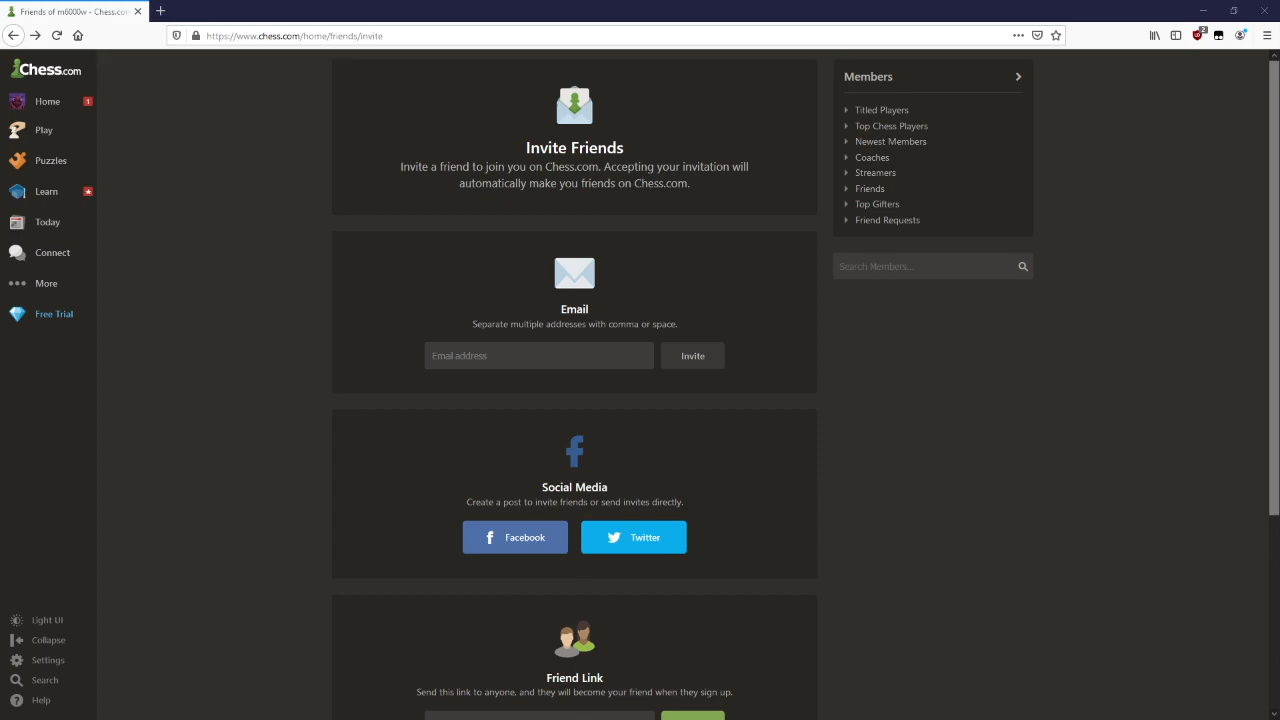 Friends of m6000w - Chess.co
https://www.chess.com/home/friends/invite
2
Chess.com
Home
1
Play
Puzzles
Learn
Today
Connect
More
Free Trial
Light UI
Collapse
Settings
Search
Help
Invite Friends
Invite a friend to join you on Chess.com. Accepting your invitation will
automatically make you friends on Chess.com.
Email
Separate multiple addresses with comma or space.
Email address
Invite
Social Media
Create a post to invite friends or send invites directly.
Facebook
Twitter
Friend Link
Send this link to anyone, and they will become your friend when they sign up.
Members
Titled Players
Top Chess Players
Newest Members
Coaches
Streamers
Friends
Top Gifters
Friend Requests
Search Members...